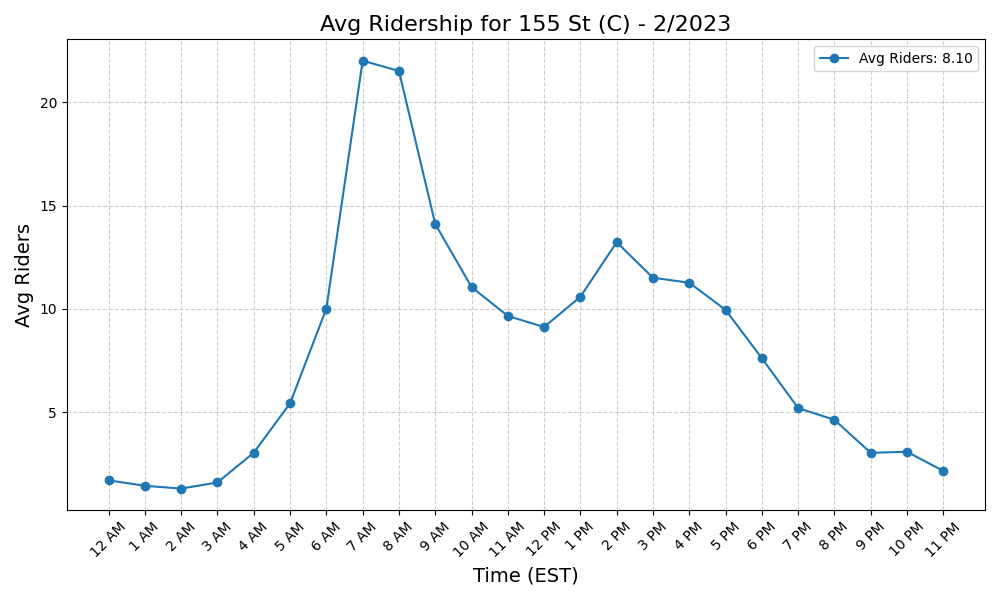 Avg Ridership for 155 St (C) - 2/2023
Avg Riders: 8.10
Avg Riders
20
15
10
5
12 AM
1 AM
2 AM
3 AM
4 AM
5 AM
6 AM
7 AM
8 AM
9 AM
10 AM
11 AM
12 PM
1 PM
2 PM
3 PM
4 PM
5 PM
6 PM
7 PM
8 PM
9 PM
10 PM
11 PM
Time (EST)